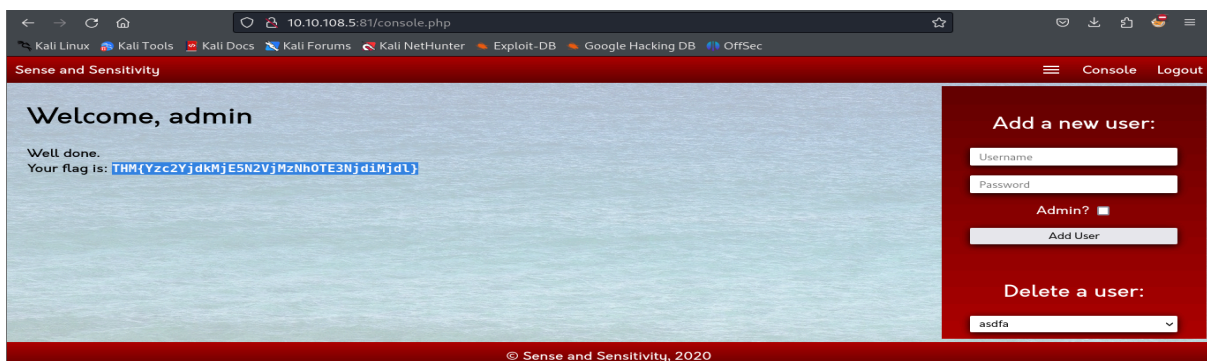 10.10.108.5:81/console.php
Kali Linux Kali Tools Kali Docs Kali Forums Kali NetHunter Exploit-DB Google Hacking DB OffSec
Sense and Sensitivity Console Logout
Welcome, admin
Well done.
Your flag is: THM{Yzc2YjdkMjE5N2VjMzNhOTE3NjdiMjdl}
Add a new user:
Username
Password
Admin?
Add User
Delete a user:
asdfa
© Sense and Sensitivity, 2020